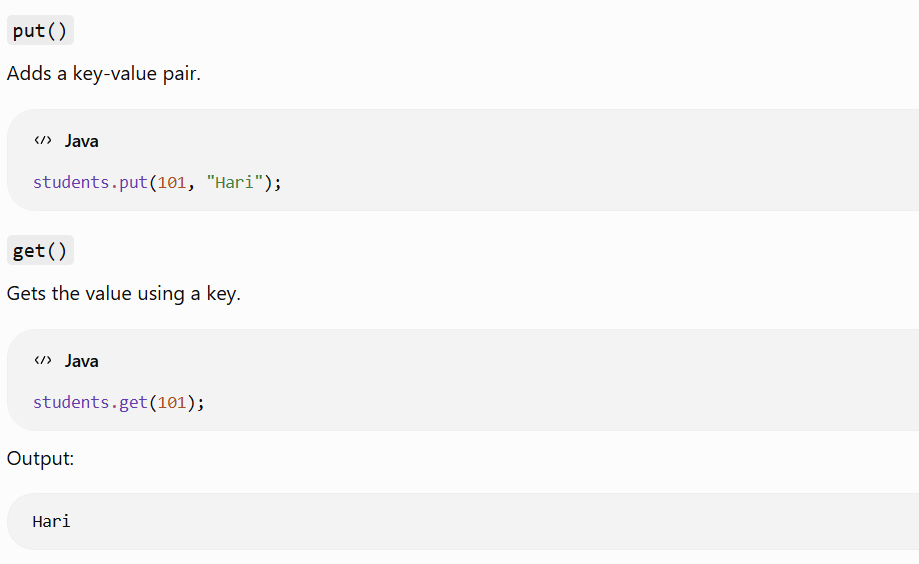 put()
Adds a key-value pair.
</> Java
students.put(101, "Hari");
get()
Gets the value using a key.
</> Java
students.get(101);
Output:
Hari